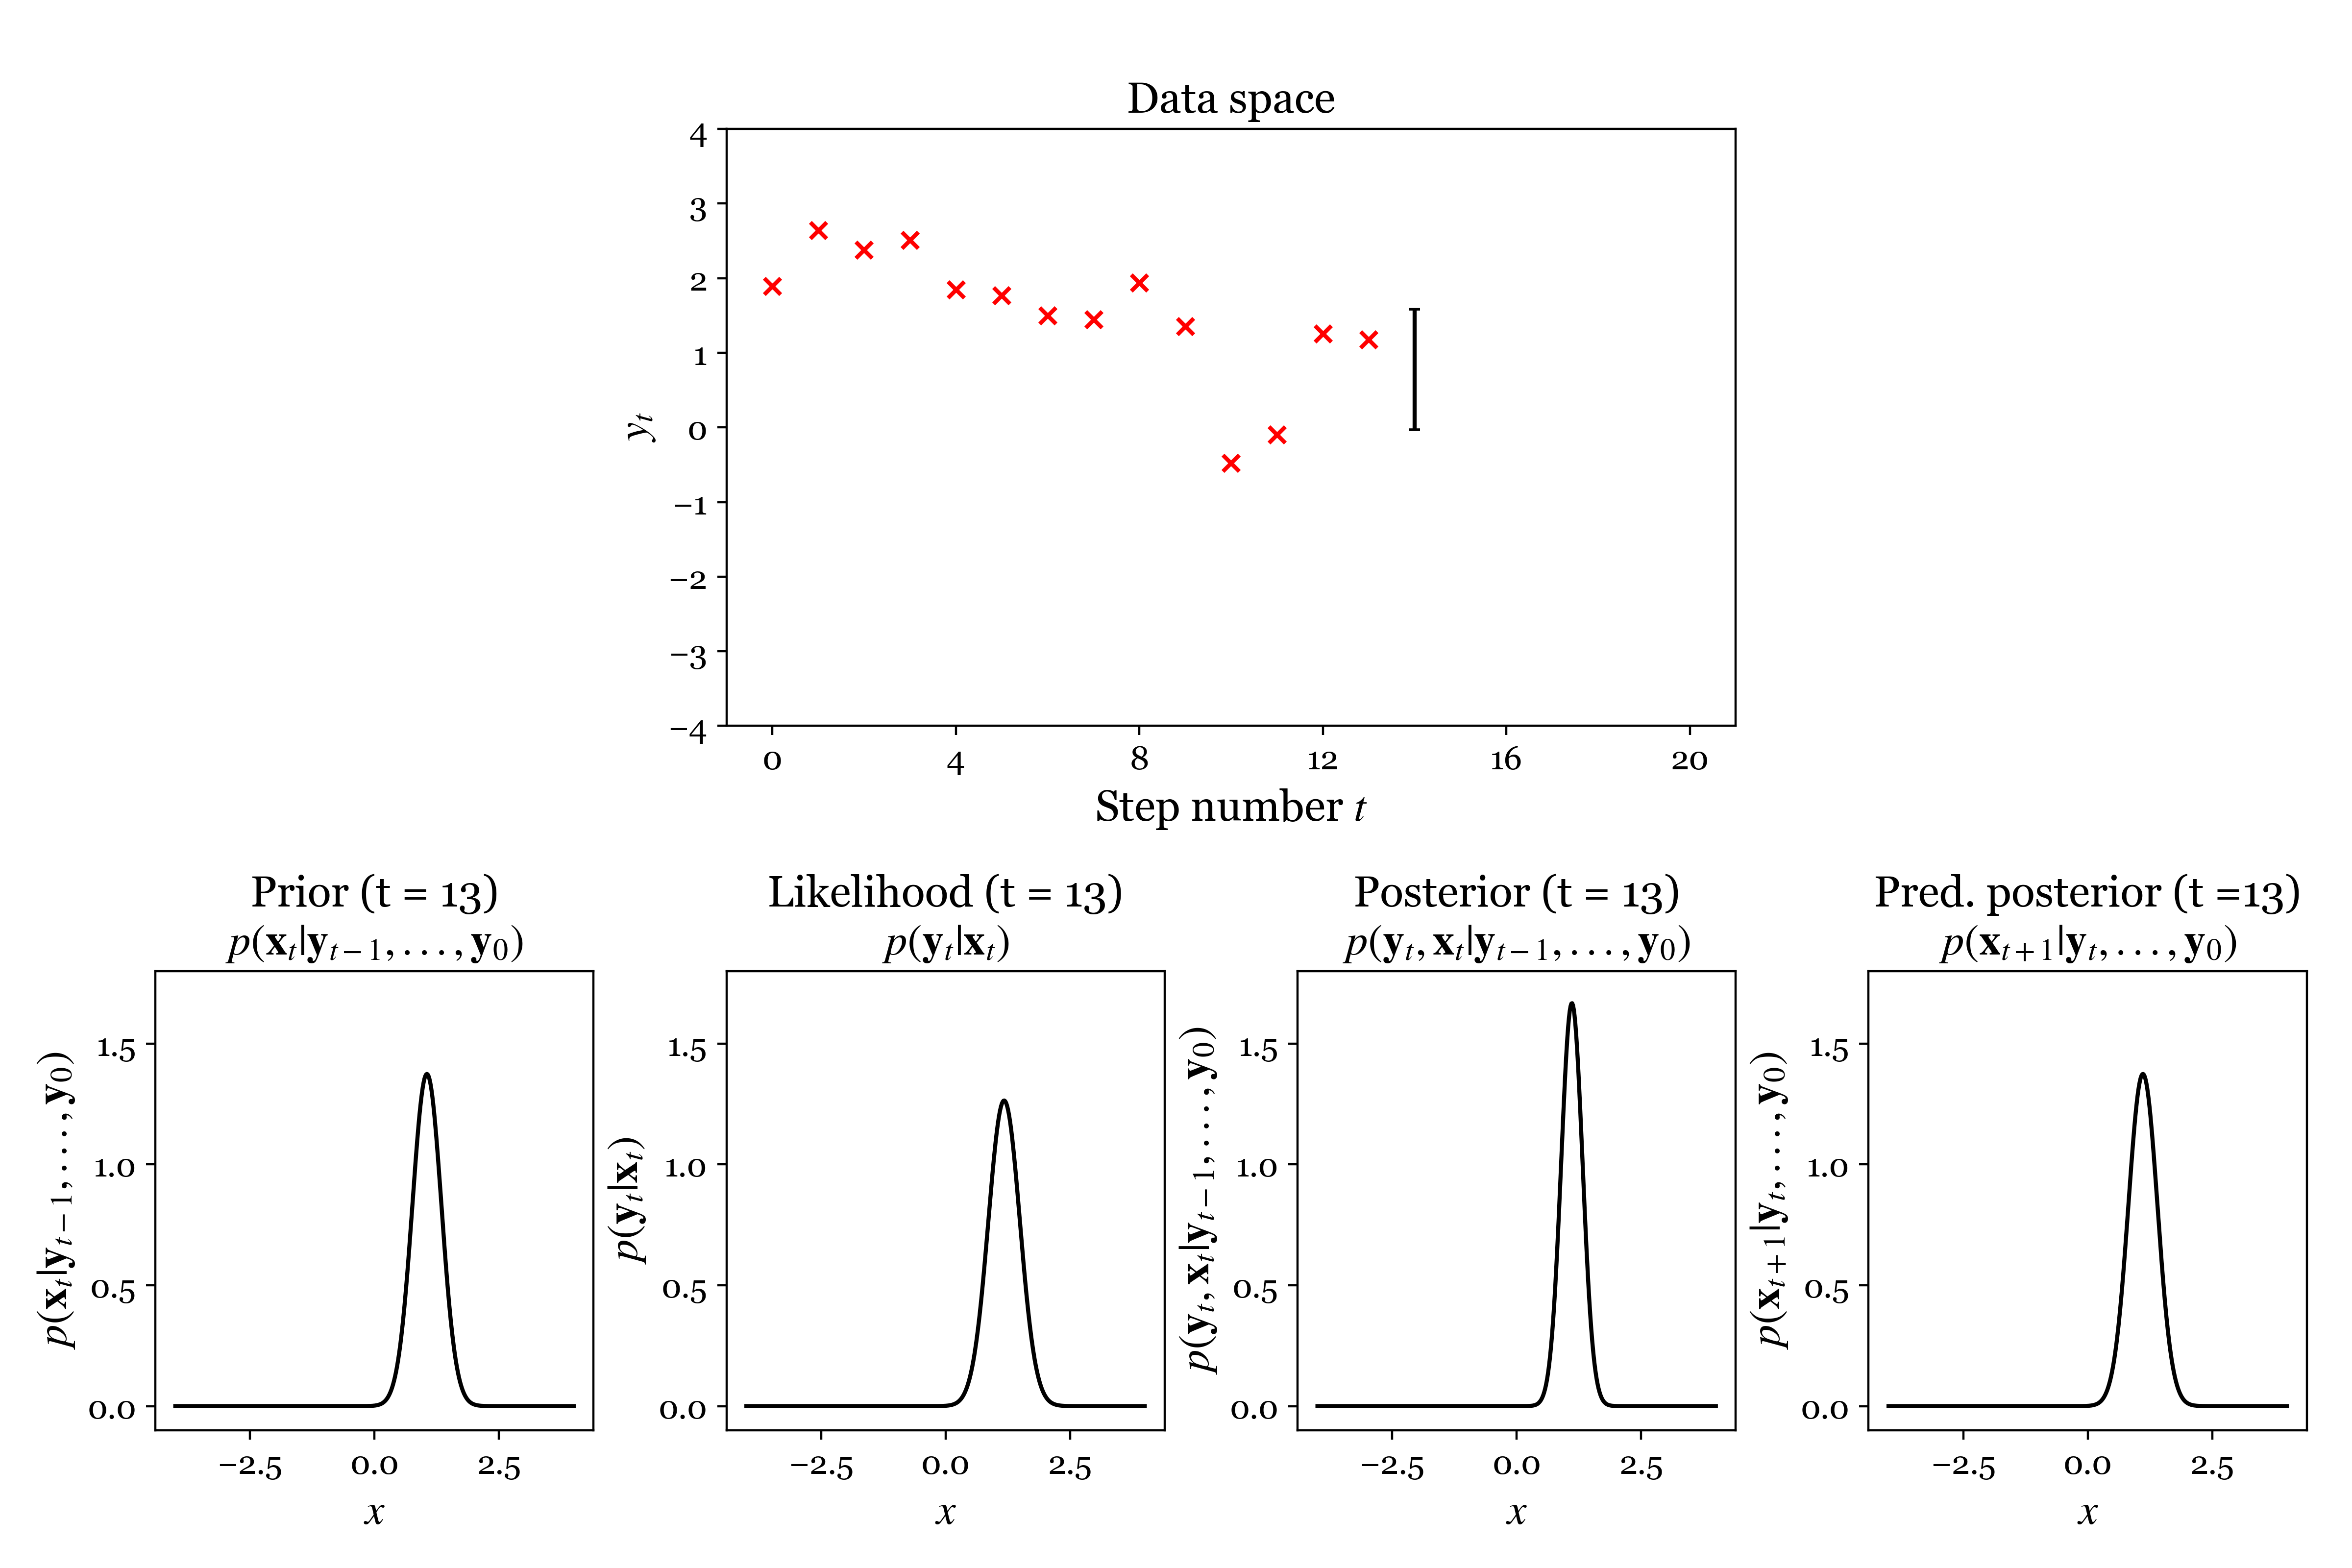 Data space
4
3
2
1
0
−1
−2
−3
−4
y_t
0 4 8 12 16 20
Step number t
Prior (t = 13)
p(x_t|y_{t−1}, . . . , y_0)
p(x_t|y_{t−1}, . . . , y_0)
1.5
1.0
0.5
0.0
−2.5 0.0 2.5
x
Likelihood (t = 13)
p(y_t|x_t)
p(y_t|x_t)
1.5
1.0
0.5
0.0
−2.5 0.0 2.5
x
Posterior (t = 13)
p(y_t, x_t|y_{t−1}, . . . , y_0)
p(y_t, x_t|y_{t−1}, . . . , y_0)
1.5
1.0
0.5
0.0
−2.5 0.0 2.5
x
Pred. posterior (t =13)
p(x_{t+1}|y_t, . . . , y_0)
p(x_{t+1}|y_t, . . . , y_0)
1.5
1.0
0.5
0.0
−2.5 0.0 2.5
x